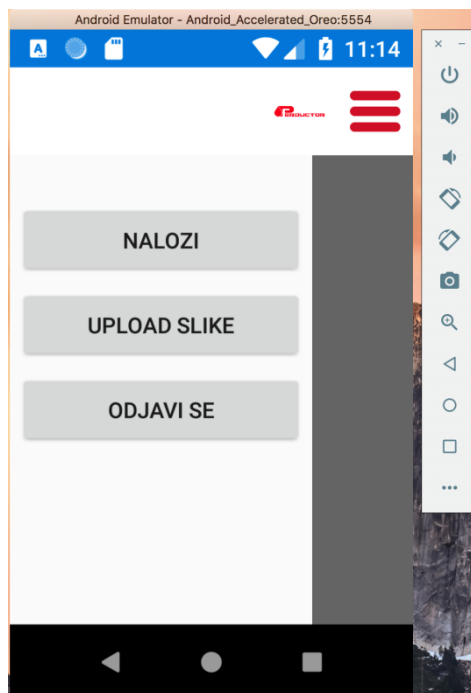 Android Emulator - Android_Accelerated_Oreo:5554
A
11:14
NALOZI
UPLOAD SLIKE
ODJAVI SE